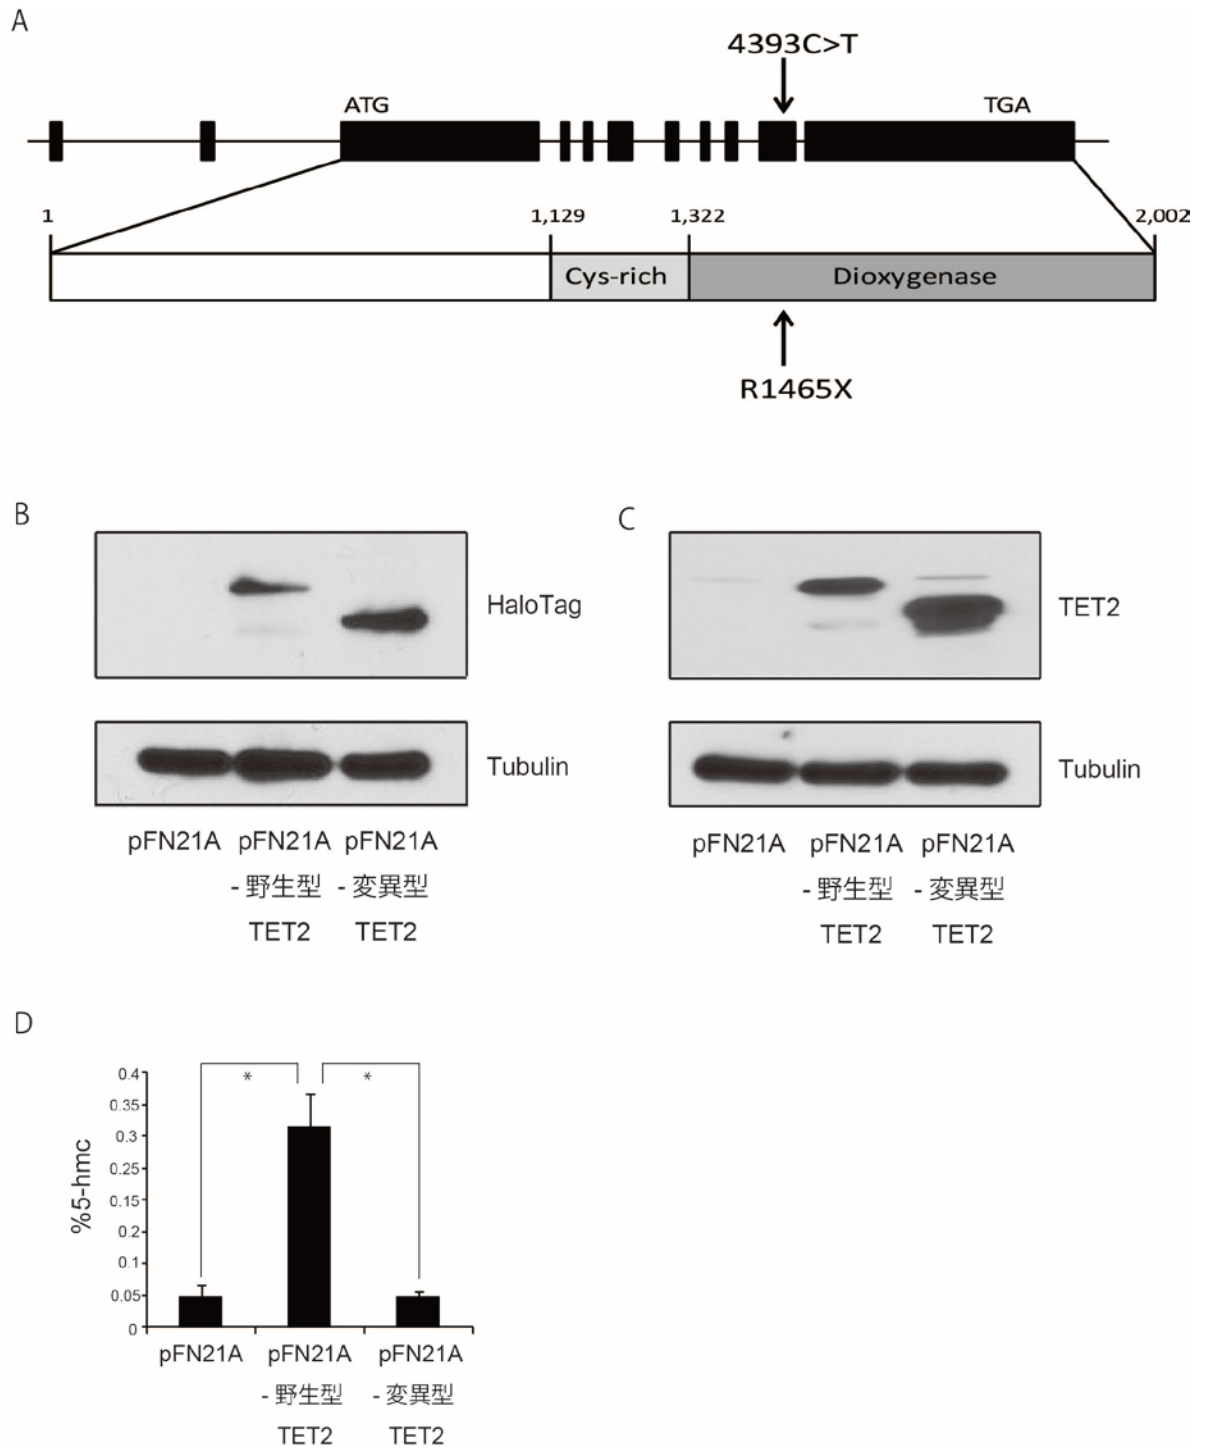 A
4393C>T
ATG
TGA
1
1,129
1,322
2,002
Cys-rich
Dioxygenase
R1465X
B
HaloTag
Tubulin
pFN21A
pFN21A
- 野生型
TET2
pFN21A
- 変異型
TET2
C
TET2
Tubulin
pFN21A
pFN21A
- 野生型
TET2
pFN21A
- 変異型
TET2
D
%5-hmc
0.4
0.35
0.3
0.25
0.15
0.2
0.1
0.05
0
*
*
pFN21A
pFN21A
- 野生型
TET2
pFN21A
- 変異型
TET2